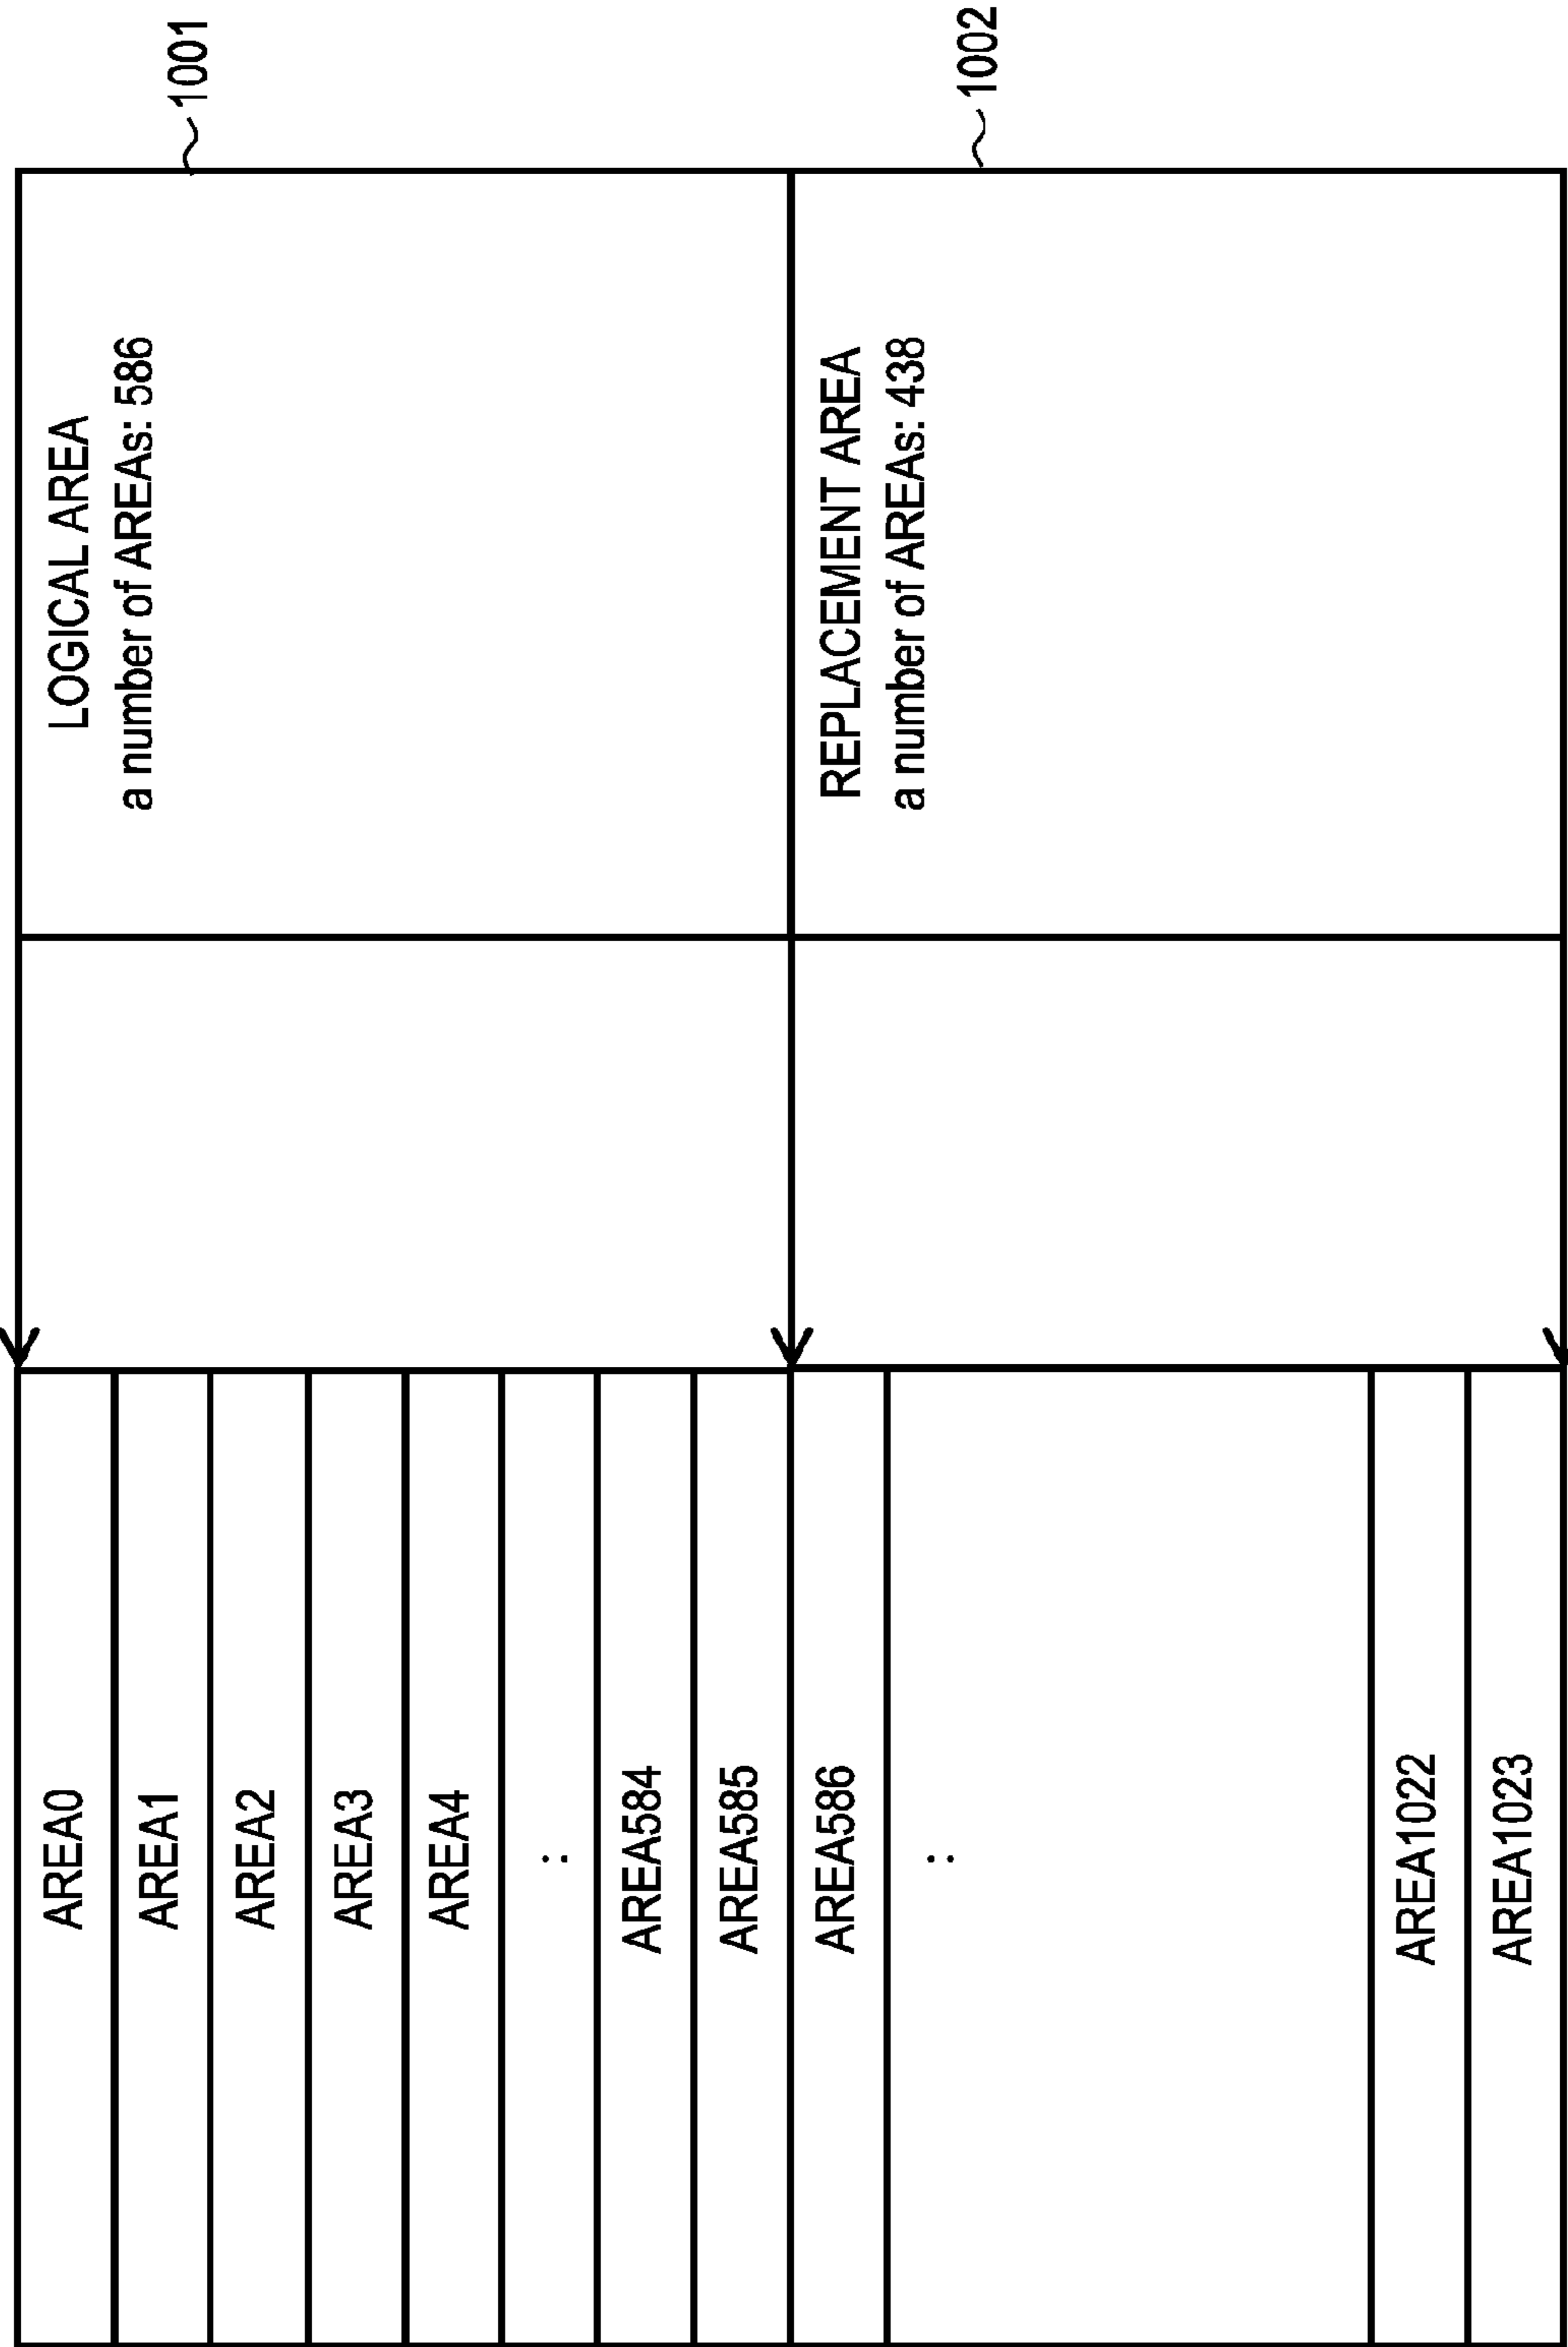 AREA0
AREA1
AREA2
AREA3
AREA4
:
AREA584
AREA585
AREA586
:
AREA1022
AREA1023
LOGICAL AREA
a number of AREAs: 586
1001
REPLACEMENT AREA
a number of AREAs: 438
1002